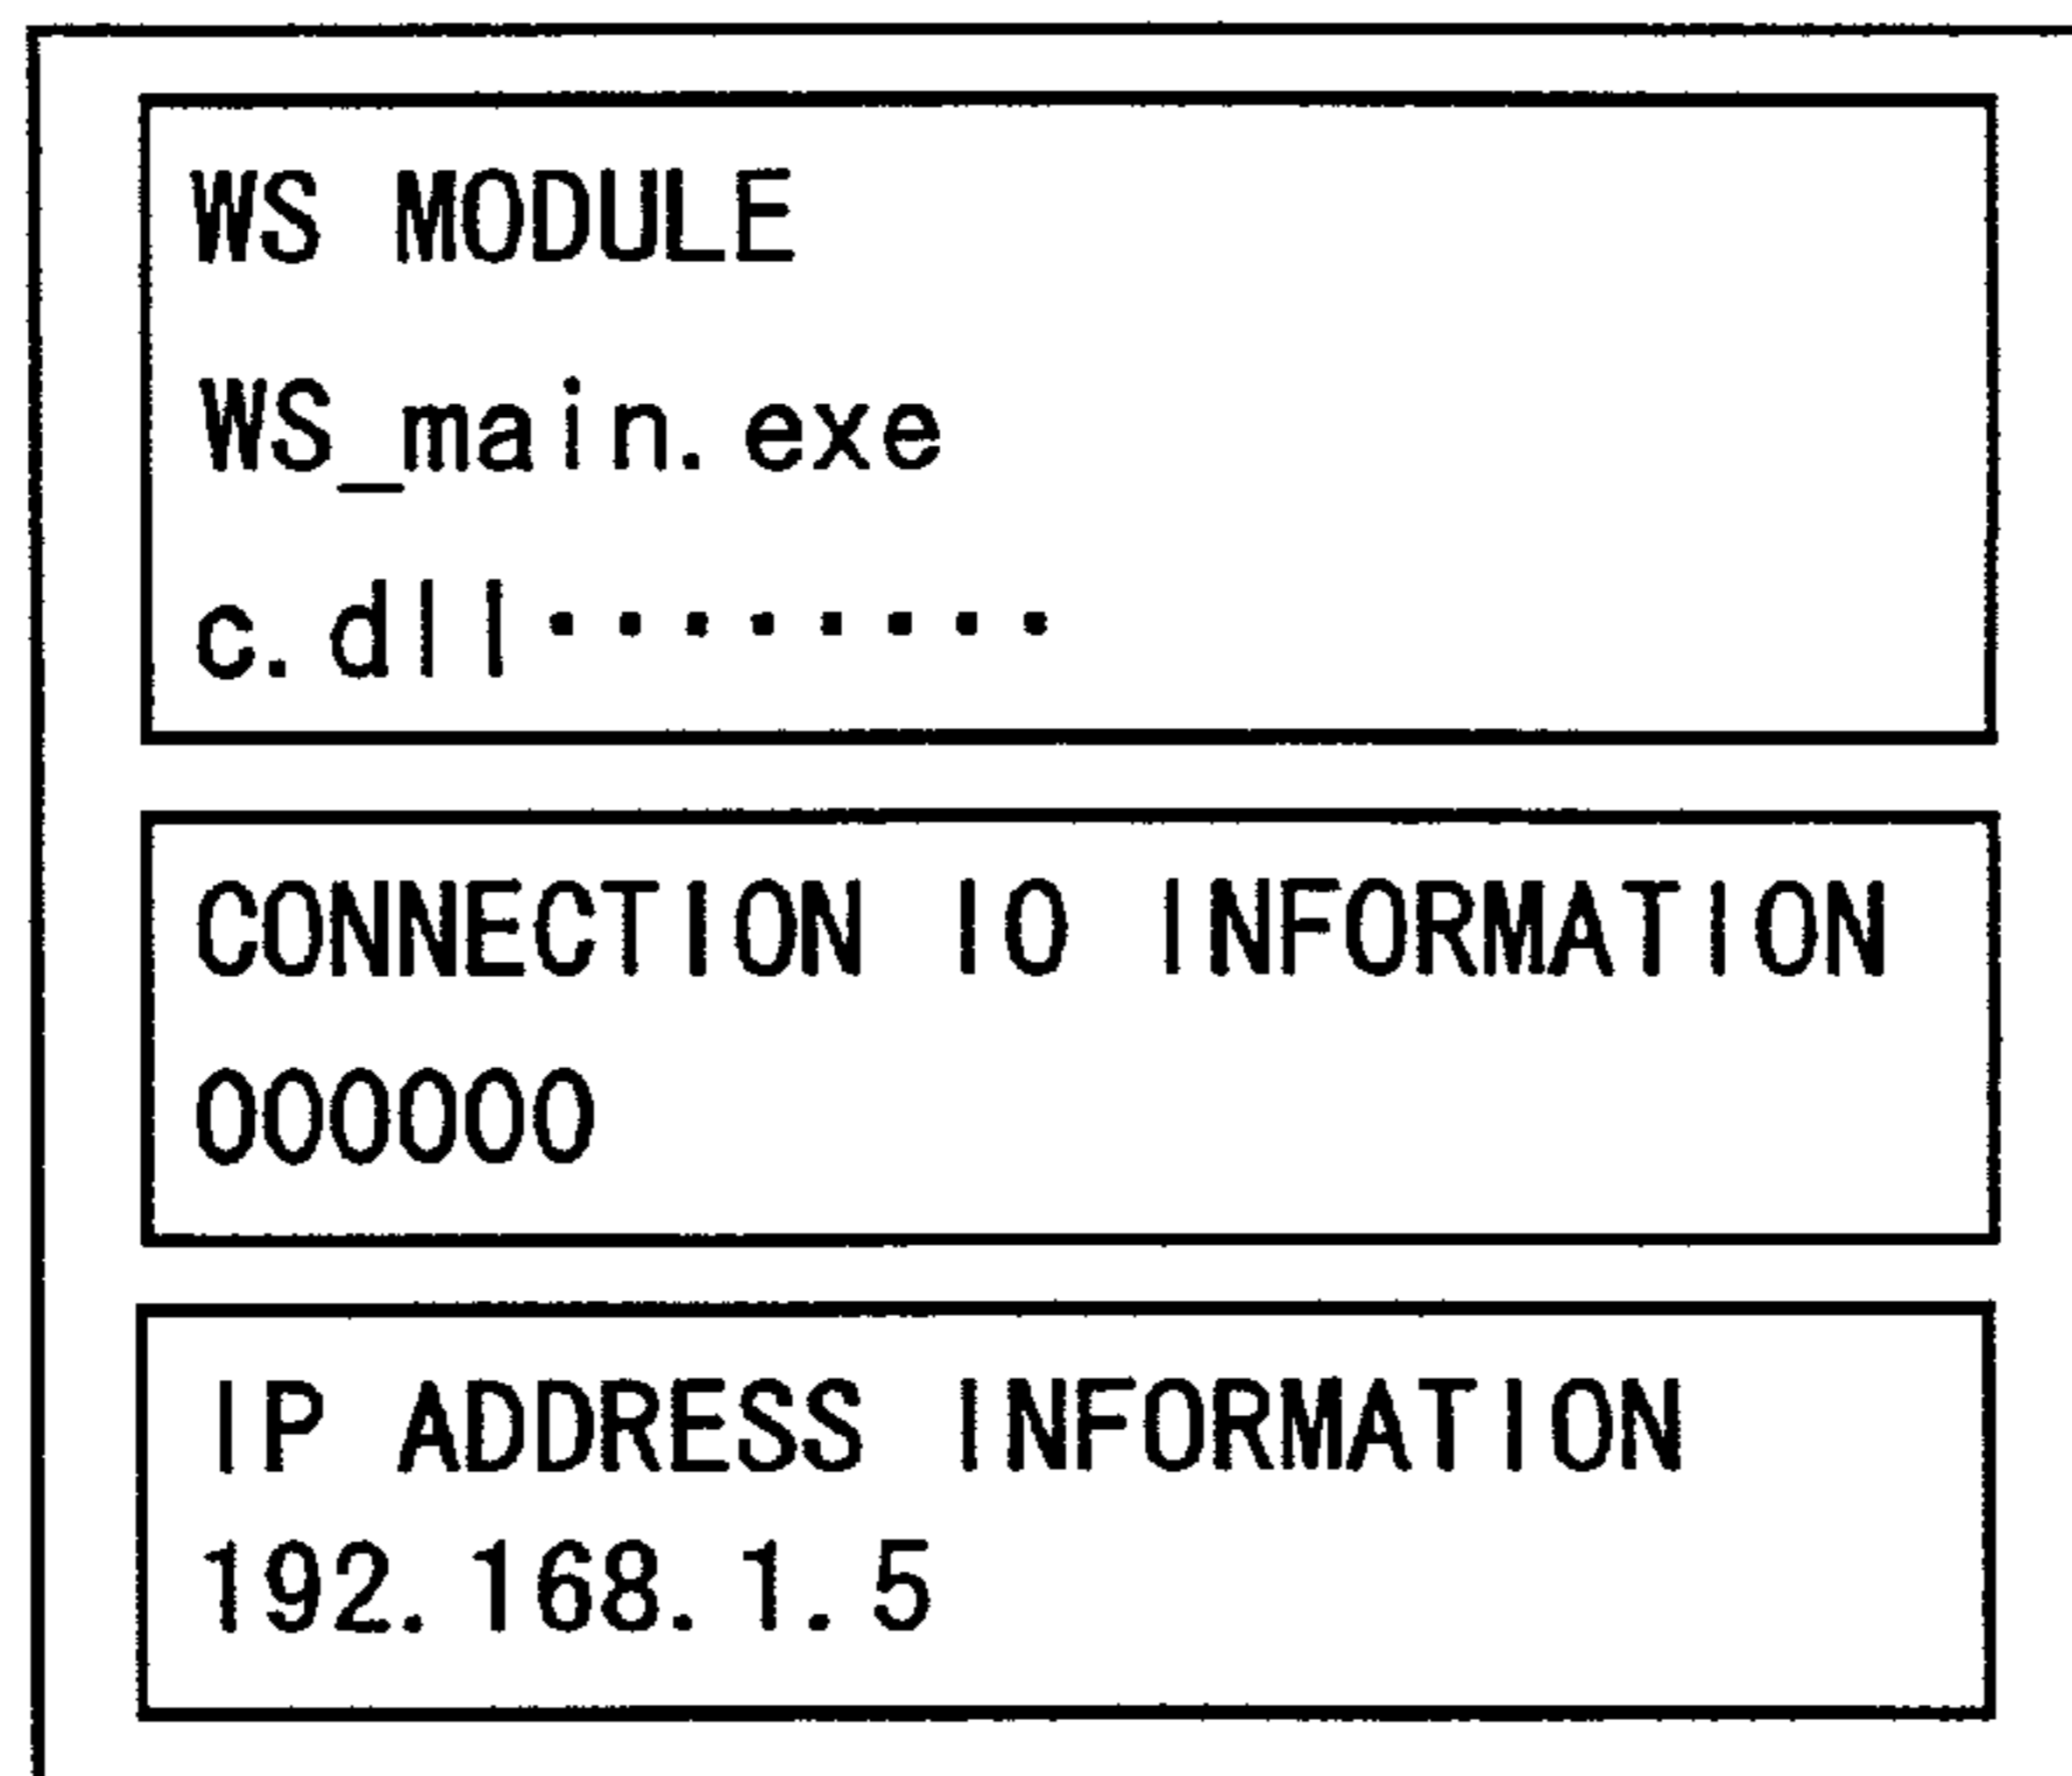 WS MODULE
WS_main.exe
c.dll・・・・・・・・
CONNECTION IO INFORMATION
000000
IP ADDRESS INFORMATION
192.168.1.5